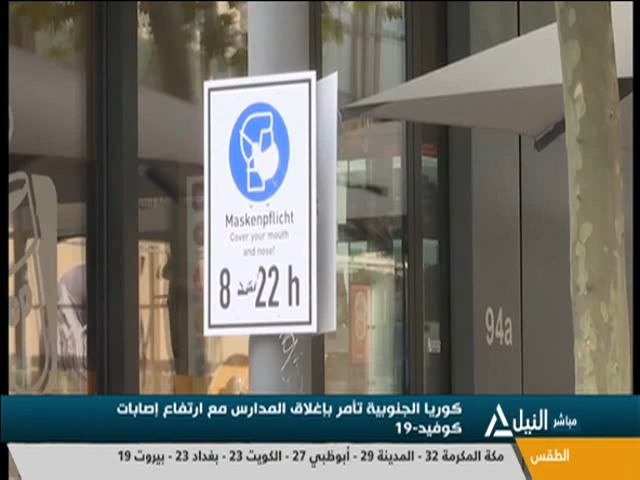 Maskenpflicht
Cover your mouth
and nose!
8 - 22 h
94a
كوريا الجنوبية تأمر بإغلاق المدارس مع ارتفاع إصابات
كوفيد-19
النيل مباشر
الطقس
مكة المكرمة 32 - المدينة 29 - أبوظبي 27 - الكويت 23 - بغداد 23 - بيروت 19